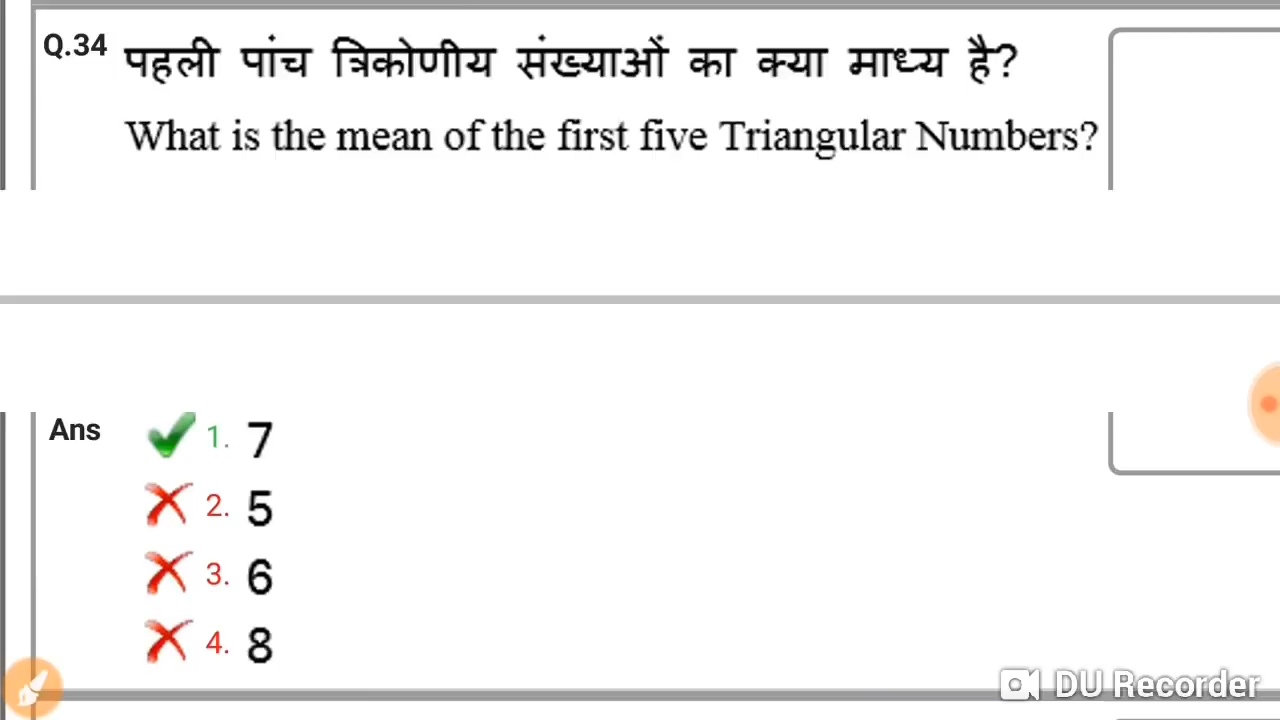 Q.34 पहली पांच त्रिकोणीय संख्याओं का क्या माध्य है?
What is the mean of the first five Triangular Numbers?
Ans 1. 7
2. 5
3. 6
4. 8
DU Recorder